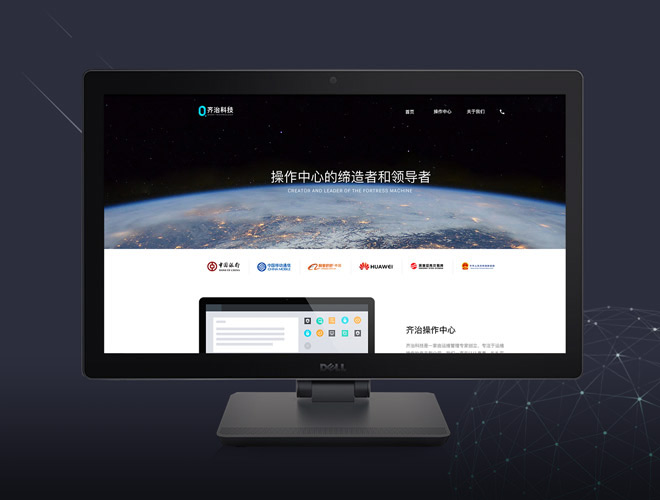 齐治科技
首页
操作中心
关于我们
操作中心的缔造者和领导者
CREATOR AND LEADER OF THE FORTRESS MACHINE
中国银行
BANK OF CHINA
中国移动通信
CHINA MOBILE
HUAWEI
齐治操作中心
齐治科技是一家由运维管理专家创立，专注于运维
DELL